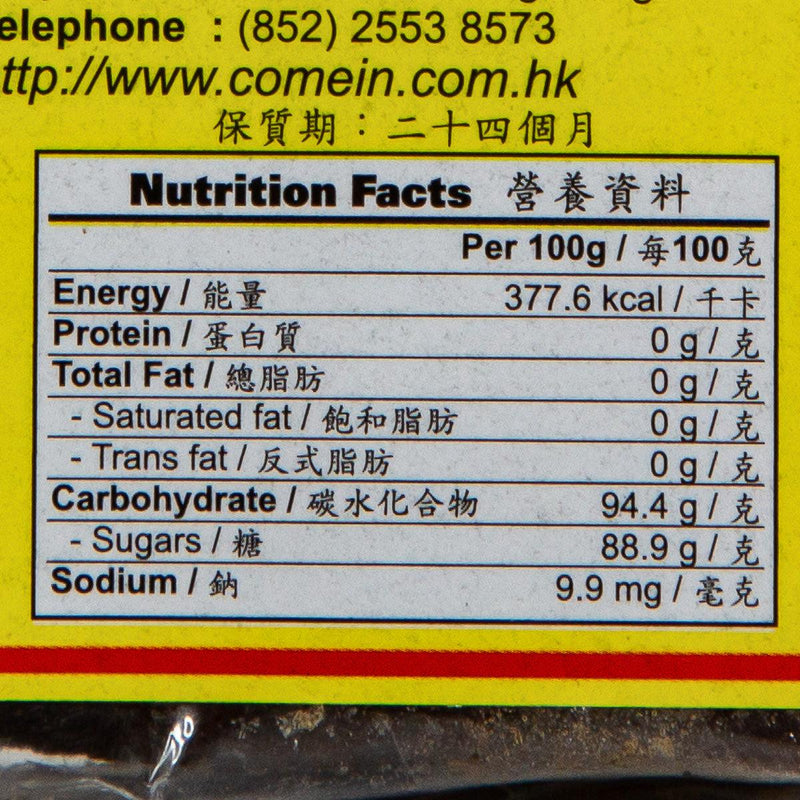 elephone : (852) 2553 8573
ttp://www.comein.com.hk
保質期：二十四個月
Nutrition Facts 營養資料
Per 100g / 每100克
Energy / 能量 377.6 kcal / 千卡
Protein / 蛋白質 0 g / 克
Total Fat / 總脂肪 0 g / 克
- Saturated fat / 飽和脂肪 0 g / 克
- Trans fat / 反式脂肪 0 g / 克
Carbohydrate / 碳水化合物 94.4 g / 克
- Sugars / 糖 88.9 g / 克
Sodium / 鈉 9.9 mg / 毫克